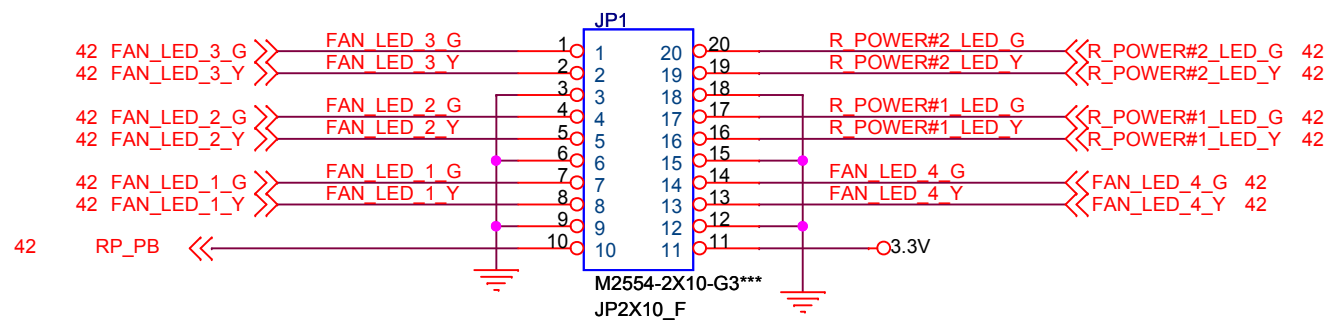 JP1
42 FAN_LED_3_G FAN_LED_3_G 1 1 20 20 R_POWER#2_LED_G R_POWER#2_LED_G 42
42 FAN_LED_3_Y FAN_LED_3_Y 2 2 19 19 R_POWER#2_LED_Y R_POWER#2_LED_Y 42
3 3 18 18
42 FAN_LED_2_G FAN_LED_2_G 4 4 17 17 R_POWER#1_LED_G R_POWER#1_LED_G 42
42 FAN_LED_2_Y FAN_LED_2_Y 5 5 16 16 R_POWER#1_LED_Y R_POWER#1_LED_Y 42
6 6 15 15
42 FAN_LED_1_G FAN_LED_1_G 7 7 14 14 FAN_LED_4_G FAN_LED_4_G 42
42 FAN_LED_1_Y FAN_LED_1_Y 8 8 13 13 FAN_LED_4_Y FAN_LED_4_Y 42
9 9 12 12
42 RP_PB 10 10 11 11 3.3V
M2554-2X10-G3***
JP2X10_F